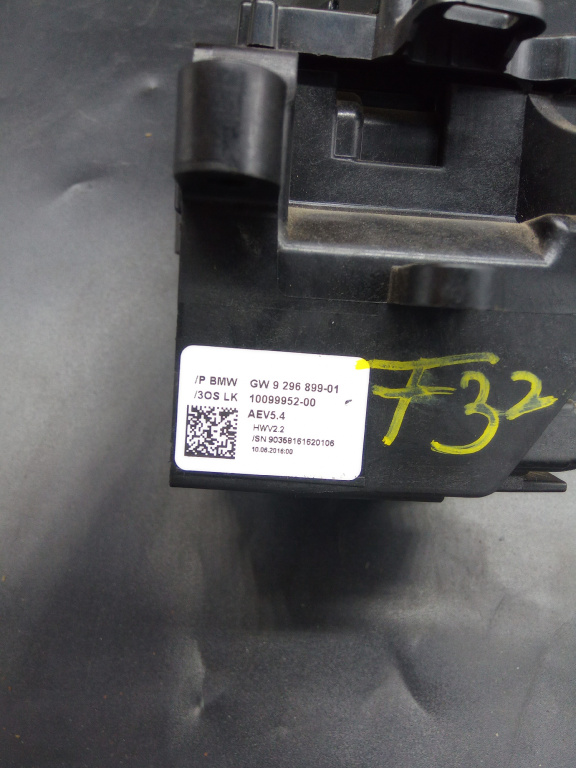 /P BMW GW 9 296 899-01
/3OS LK 10099952-00
AEV5.4
HWV2.2
/SN 90359161620106
10.06.2016:00
F32